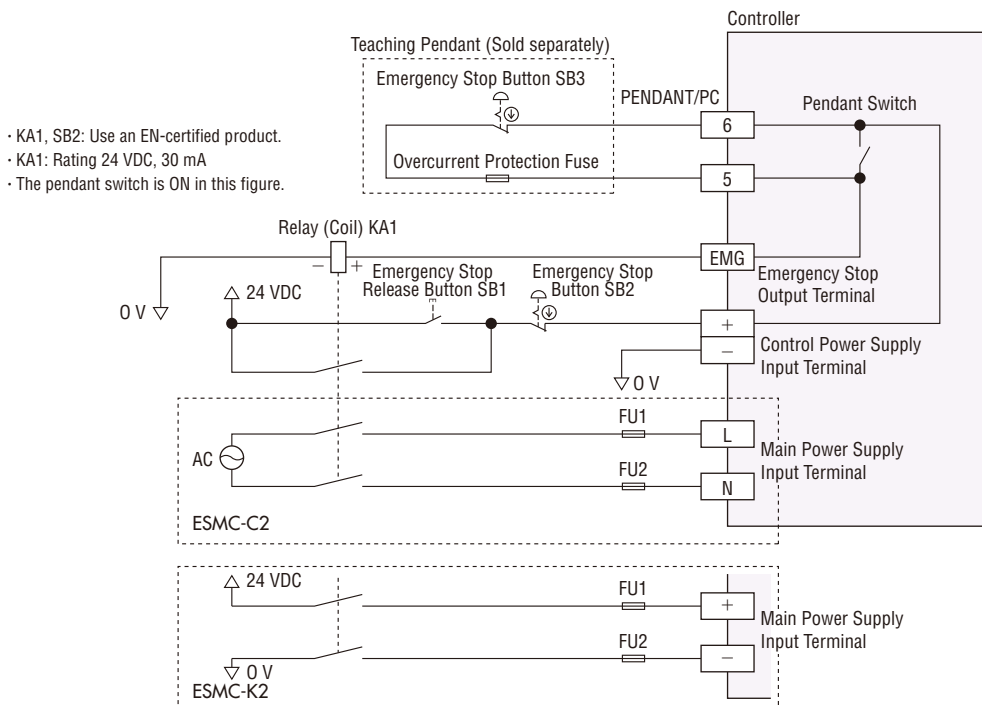 Controller
Teaching Pendant (Sold separately)
Emergency Stop Button SB3
PENDANT/PC
Pendant Switch
6
· KA1, SB2: Use an EN-certified product.
· KA1: Rating 24 VDC, 30 mA
· The pendant switch is ON in this figure.
Overcurrent Protection Fuse
5
Relay (Coil) KA1
− +
EMG
Emergency Stop
Output Terminal
Emergency Stop
Release Button SB1
Emergency Stop
Button SB2
24 VDC
0 V
+
−
Control Power Supply
Input Terminal
0 V
FU1
L
AC
Main Power Supply
Input Terminal
FU2
N
ESMC-C2
24 VDC
FU1
+
Main Power Supply
Input Terminal
FU2
−
0 V
ESMC-K2